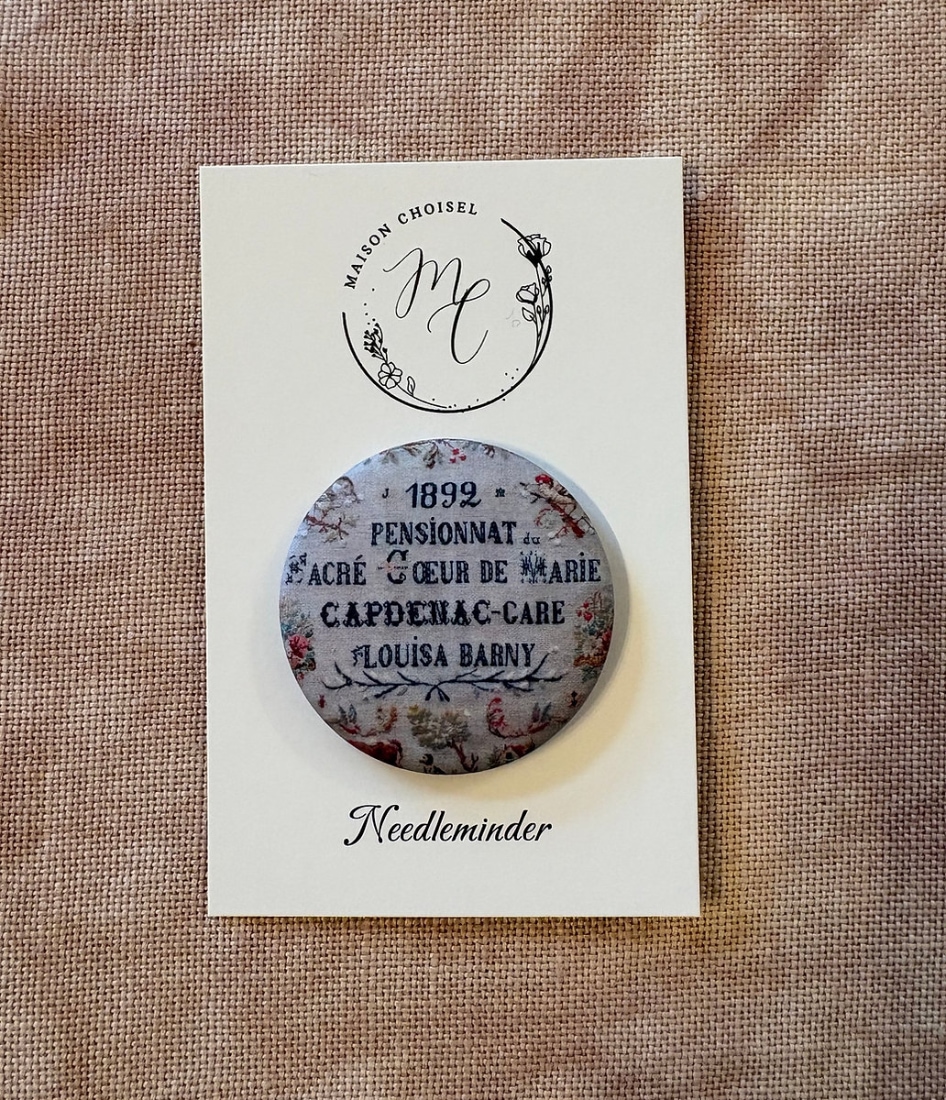 MAISON CHOISEL
MC
J 1892
PENSIONNAT du
SACRÉ CŒUR DE MARIE
CAPDENAC-GARE
LOUISA BARNY
Needleminder